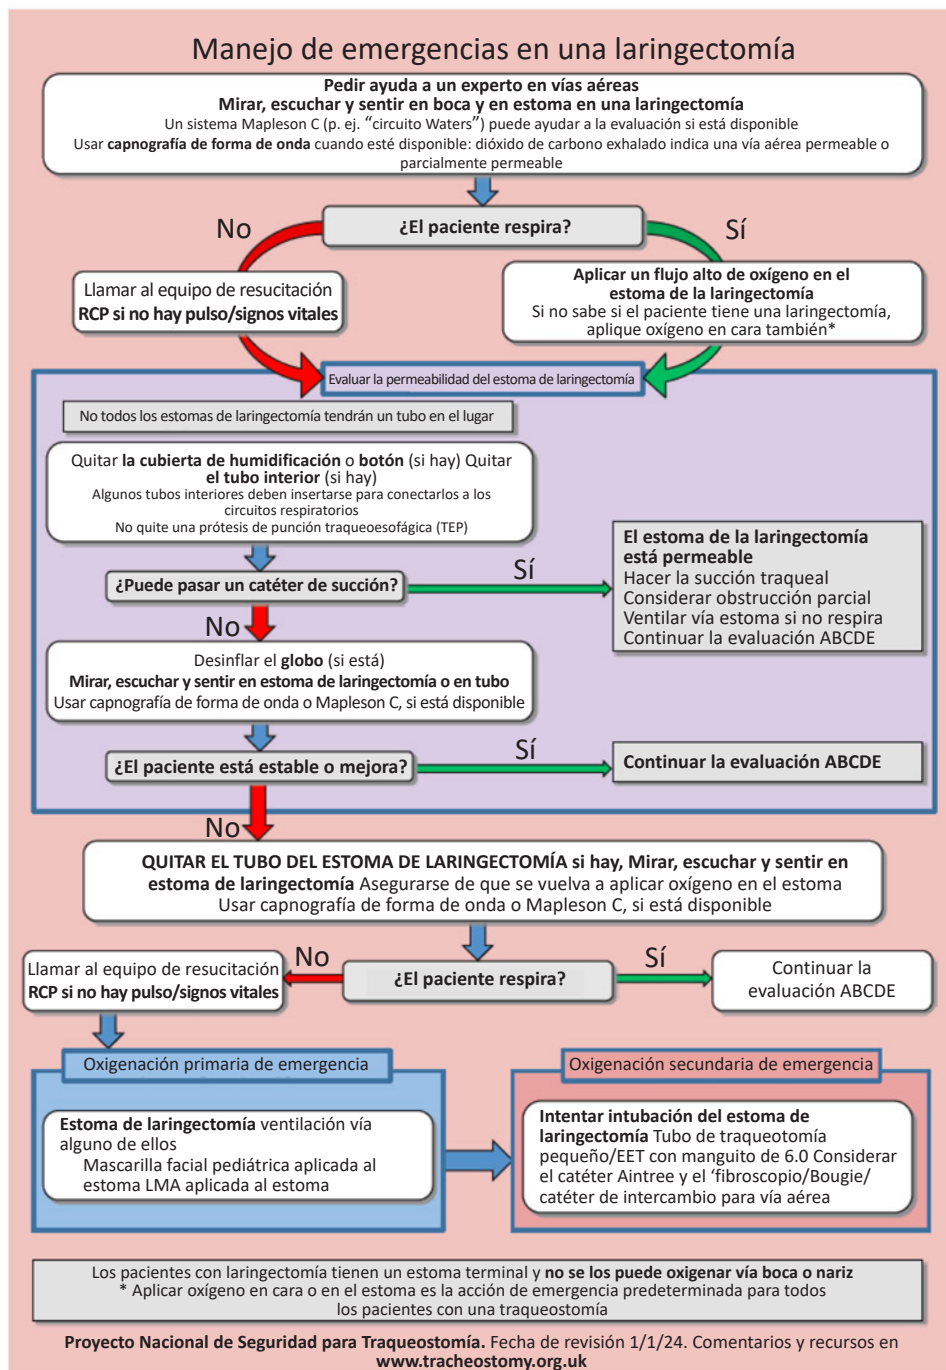 Manejo de emergencias en una laringectomía
Pedir ayuda a un experto en vías aéreas
Mirar, escuchar y sentir en boca y en estoma en una laringectomía
Un sistema Mapleson C (p. ej. “circuito Waters”) puede ayudar a la evaluación si está disponible
Usar capnografía de forma de onda cuando esté disponible: dióxido de carbono exhalado indica una vía aérea permeable o
parcialmente permeable
¿El paciente respira?
No
Sí
Llamar al equipo de resucitación
RCP si no hay pulso/signos vitales
Aplicar un flujo alto de oxígeno en el
estoma de la laringectomía
Si no sabe si el paciente tiene una laringectomía,
aplique oxígeno en cara también*
Evaluar la permeabilidad del estoma de laringectomía
No todos los estomas de laringectomía tendrán un tubo en el lugar
Quitar la cubierta de humidificación o botón (si hay) Quitar
el tubo interior (si hay)
Algunos tubos interiores deben insertarse para conectarlos a los
circuitos respiratorios
No quite una prótesis de punción traqueoesofágica (TEP)
¿Puede pasar un catéter de succión?
Sí
El estoma de la laringectomía
está permeable
Hacer la succión traqueal
Considerar obstrucción parcial
Ventilar vía estoma si no respira
Continuar la evaluación ABCDE
No
Desinflar el globo (si está)
Mirar, escuchar y sentir en estoma de laringectomía o en tubo
Usar capnografía de forma de onda o Mapleson C, si está disponible
¿El paciente está estable o mejora?
Sí
Continuar la evaluación ABCDE
No
QUITAR EL TUBO DEL ESTOMA DE LARINGECTOMÍA si hay, Mirar, escuchar y sentir en
estoma de laringectomía Asegurarse de que se vuelva a aplicar oxígeno en el estoma
Usar capnografía de forma de onda o Mapleson C, si está disponible
¿El paciente respira?
No
Sí
Llamar al equipo de resucitación
RCP si no hay pulso/signos vitales
Continuar la
evaluación ABCDE
Oxigenación primaria de emergencia
Estoma de laringectomía ventilación vía
alguno de ellos
Mascarilla facial pediátrica aplicada al
estoma LMA aplicada al estoma
Oxigenación secundaria de emergencia
Intentar intubación del estoma de
laringectomía Tubo de traqueotomía
pequeño/EET con manguito de 6.0 Considerar
el catéter Aintree y el ‘fibroscopio/Bougie/
catéter de intercambio para vía aérea
Los pacientes con laringectomía tienen un estoma terminal y no se los puede oxigenar vía boca o nariz
* Aplicar oxígeno en cara o en el estoma es la acción de emergencia predeterminada para todos
los pacientes con una traqueostomía
Proyecto Nacional de Seguridad para Traqueostomía. Fecha de revisión 1/1/24. Comentarios y recursos en
www.tracheostomy.org.uk